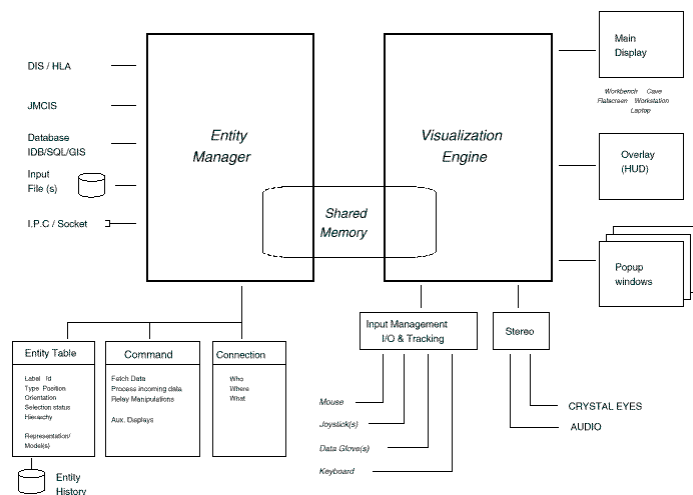 DIS / HLA
JMCIS
Database
IDB/SQL/GIS
Input
File (s)
I.P.C / Socket
Entity
Manager
Shared
Memory
Visualization
Engine
Main
Display
Workbench Cave
Flatscreen Workstation
Laptop
Overlay
(HUD)
Popup
windows
Entity Table
Label Id
Type Position
Orientation
Selection status
Hierarchy
Representation/
Model(s)
Entity
History
Command
Fetch Data
Process incoming data
Relay Manipulations
Aux. Displays
Connection
Who
Where
What
Input Management
I/O & Tracking
Mouse
Joystick(s)
Data Glove(s)
Keyboard
Stereo
CRYSTAL EYES
AUDIO